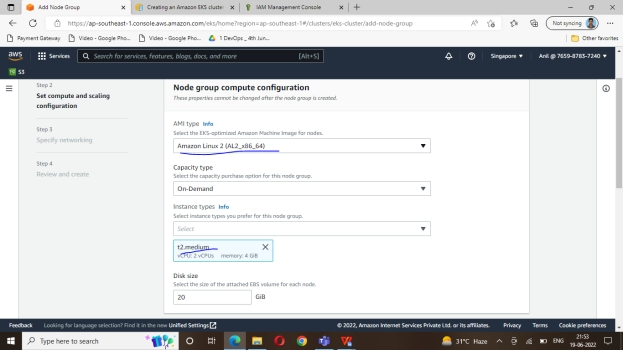 Add Node Group
Creating an Amazon EKS cluster
IAM Management Console
https://ap-southeast-1.console.aws.amazon.com/eks/home?region=ap-southeast-1#/clusters/eks-cluster/add-node-group
Not syncing
Payment Gateway
Video - Google Pho...
Video - Google Pho...
1 DevOps _ 4th Jun...
Other favorites
aws
Services
Search for services, features, blogs, docs, and more
[Alt+S]
Singapore
Anil @ 7659-8783-7240
S3
Step 2
Set compute and scaling
configuration
Step 3
Specify networking
Step 4
Review and create
Node group compute configuration
These properties cannot be changed after the node group is created.
AMI type Info
Select the EKS-optimized Amazon Machine Image for nodes.
Amazon Linux 2 (AL2_x86_64)
Capacity type
Select the capacity purchase option for this node group.
On-Demand
Instance types Info
Select instance types you prefer for this node group.
Select
t2.medium
vCPU: 2 vCPUs memory: 4 GiB
Disk size
Select the size of the attached EBS volume for each node.
20 GiB
Feedback
Looking for language selection? Find it in the new Unified Settings
© 2022, Amazon Internet Services Private Ltd. or its affiliates.
Privacy
Terms
Cookie preferences
Type here to search
31°C Haze
ENG
21:53
19-06-2022